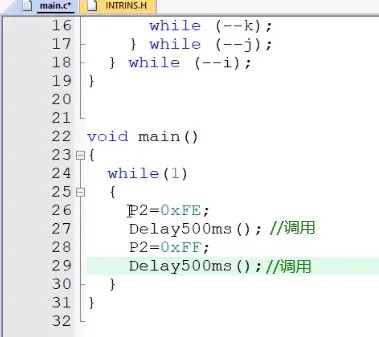 main.c* INTRINS.H
16 while (--k);
17 } while (--j);
18 } while (--i);
19 }
20
21
22 void main()
23 {
24 while(1)
25 {
26 P2=0xFE;
27 Delay500ms(); //调用
28 P2=0xFF;
29 Delay500ms(); //调用
30 }
31 }
32